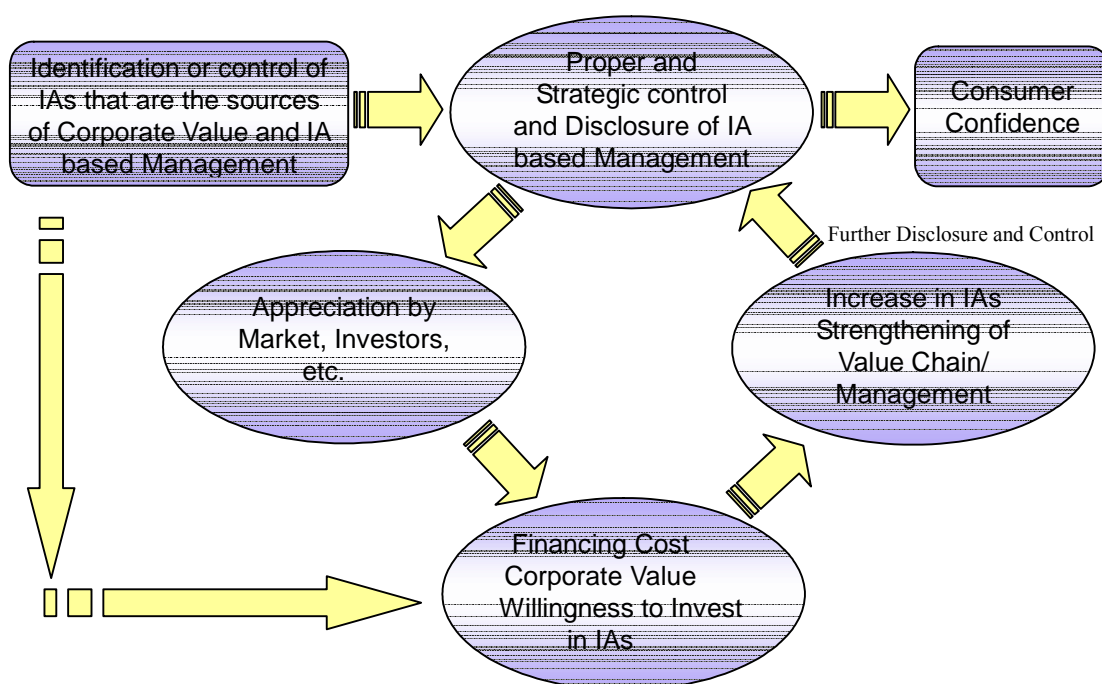 Identification or control of
IAs that are the sources
of Corporate Value and IA
based Management
Proper and
Strategic control
and Disclosure of IA
based Management
Consumer
Confidence
Further Disclosure and Control
Appreciation by
Market, Investors,
etc.
Increase in IAs
Strengthening of
Value Chain/
Management
Financing Cost
Corporate Value
Willingness to Invest
in IAs